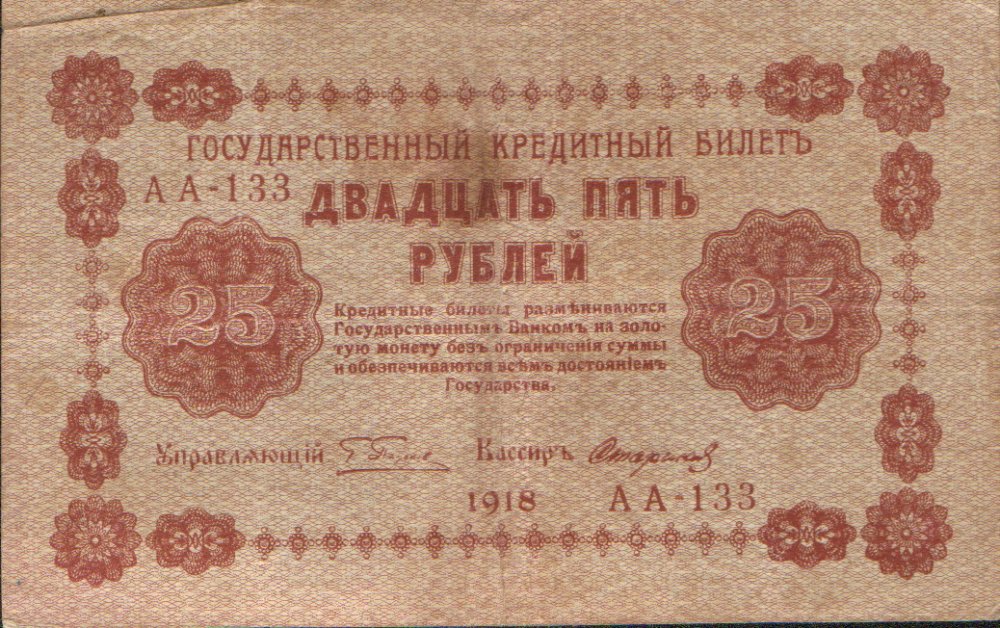 ГОСУДАРСТВЕННЫЙ КРЕДИТНЫЙ БИЛЕТЪ
АА-133
ДВАДЦАТЬ ПЯТЬ
РУБЛЕЙ
25
25
Кредитные билеты размѣниваются
Государственнымъ Банкомъ на золо-
тую монету безъ ограниченія суммы
и обезпечиваются всѣмъ достояніемъ
Государства.
Управляющій
Кассиръ
1918
АА-133